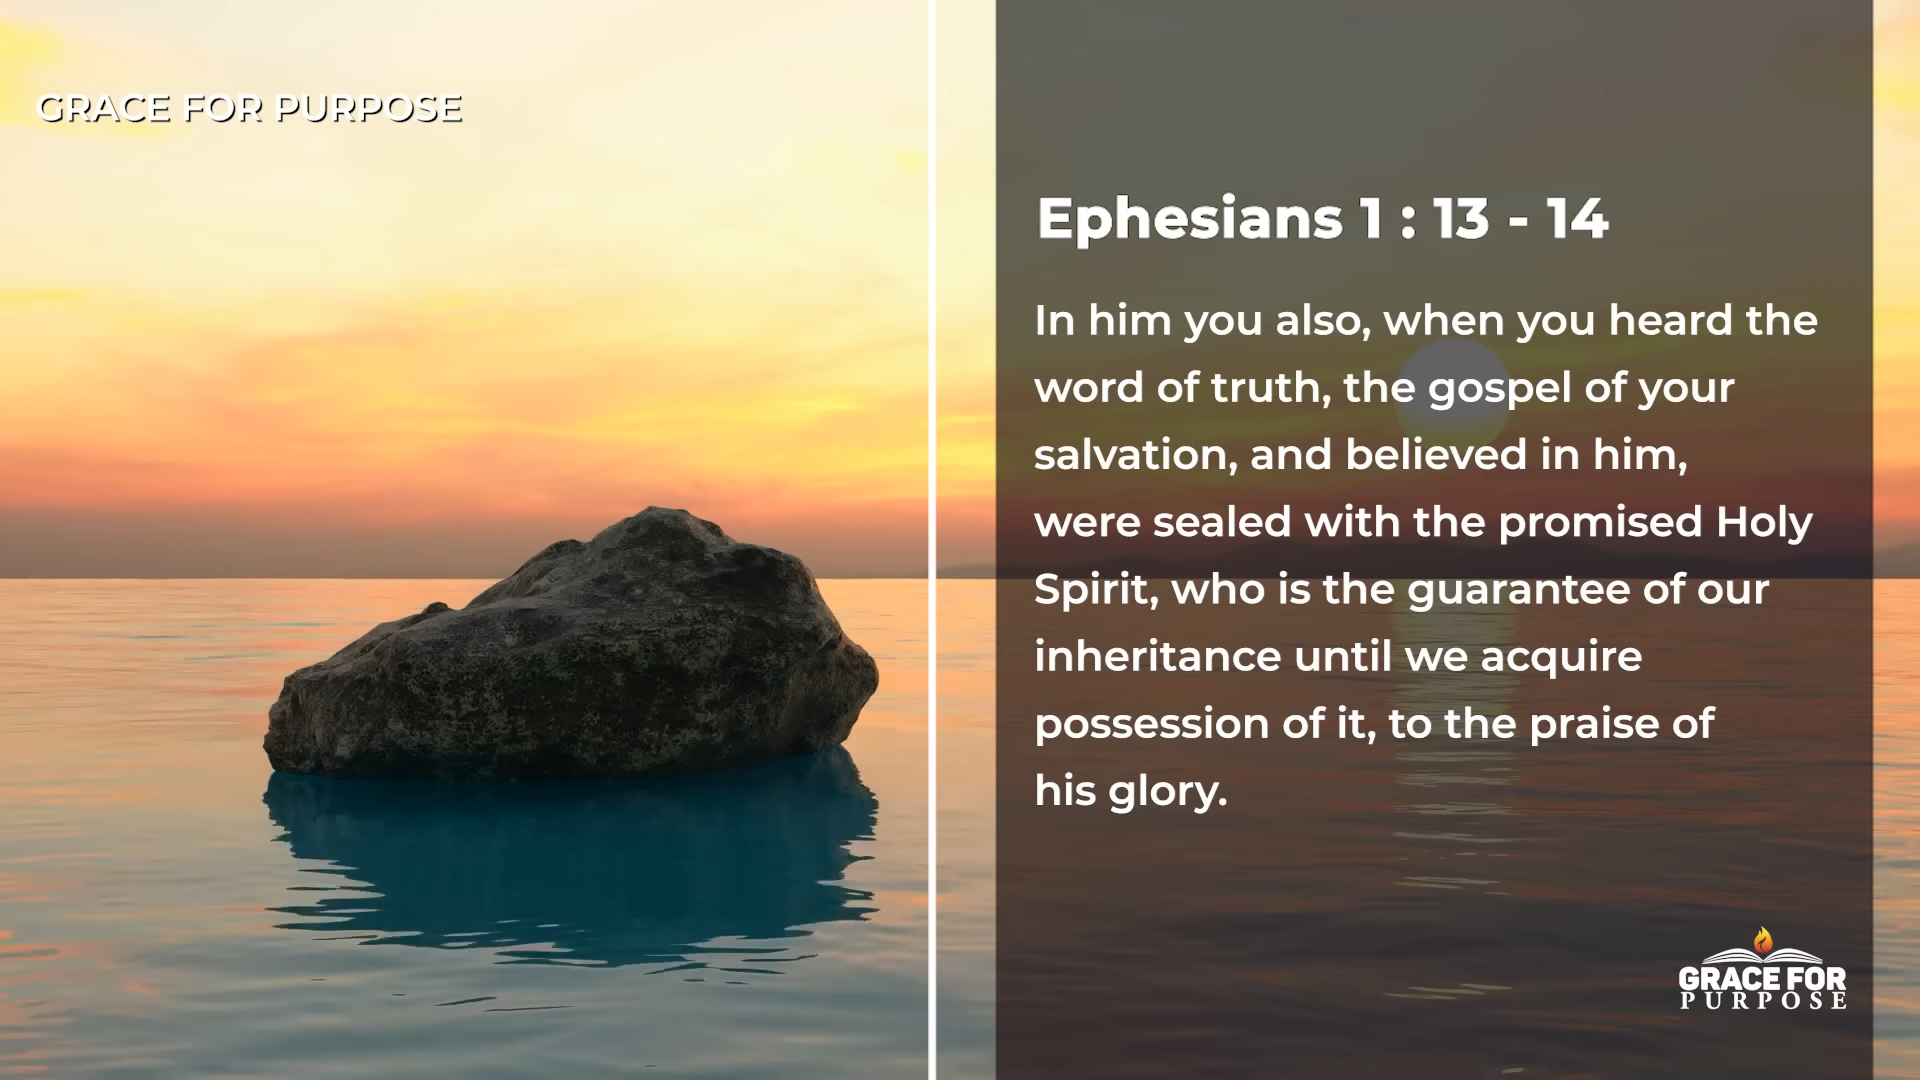 GRACE FOR PURPOSE
Ephesians 1 : 13 - 14
In him you also, when you heard the
word of truth, the gospel of your
salvation, and believed in him,
were sealed with the promised Holy
Spirit, who is the guarantee of our
inheritance until we acquire
possession of it, to the praise of
his glory.
GRACE FOR
PURPOSE